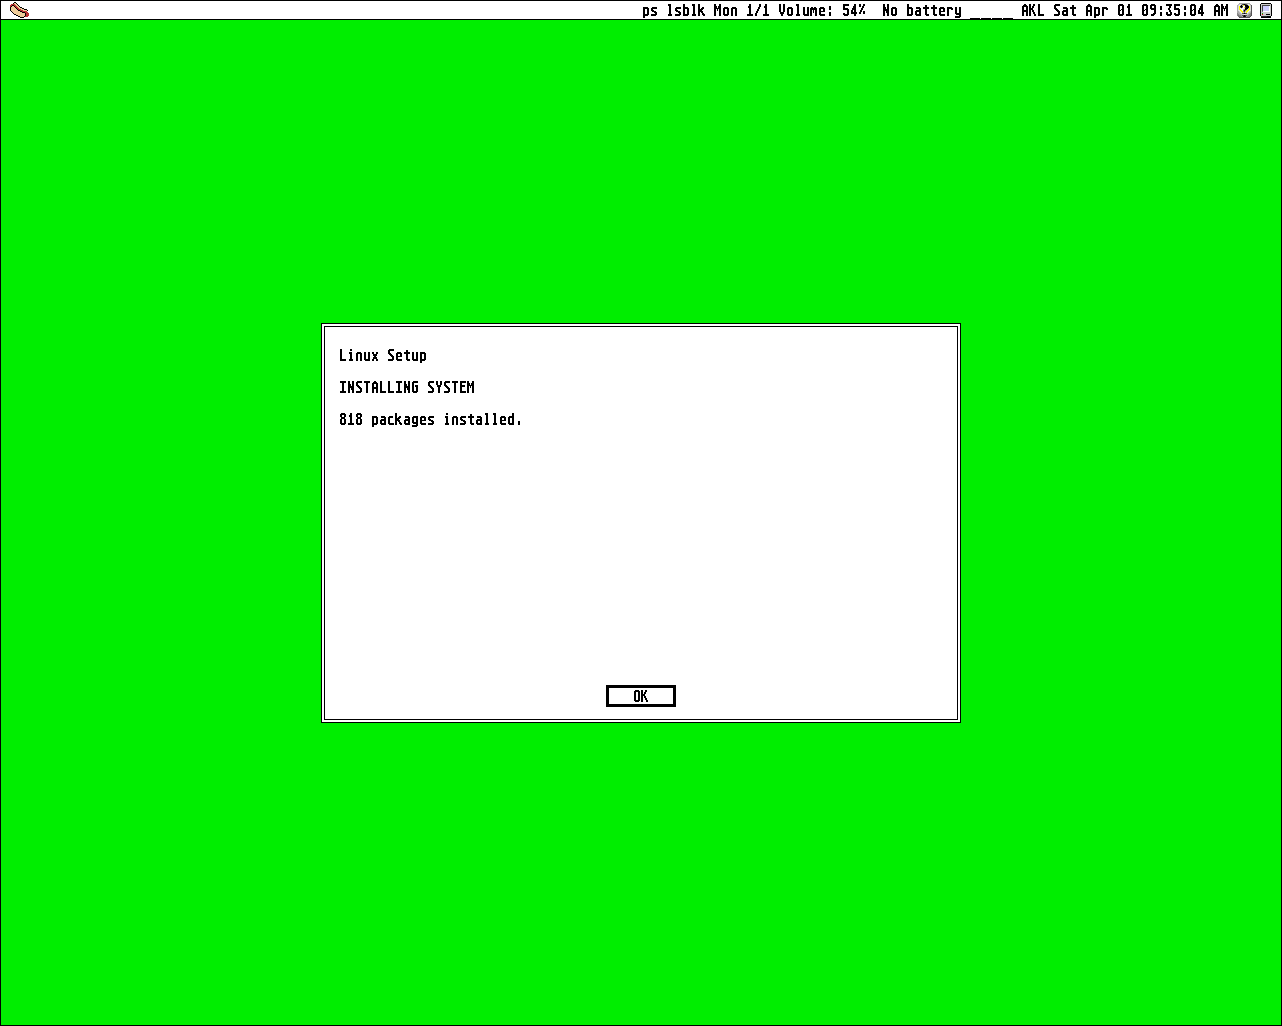 ps lsblk Mon 1/1 Volume: 54%  No battery ____ AKL Sat Apr 01 09:35:04 AM ?
Linux Setup
INSTALLING SYSTEM
818 packages installed.
OK